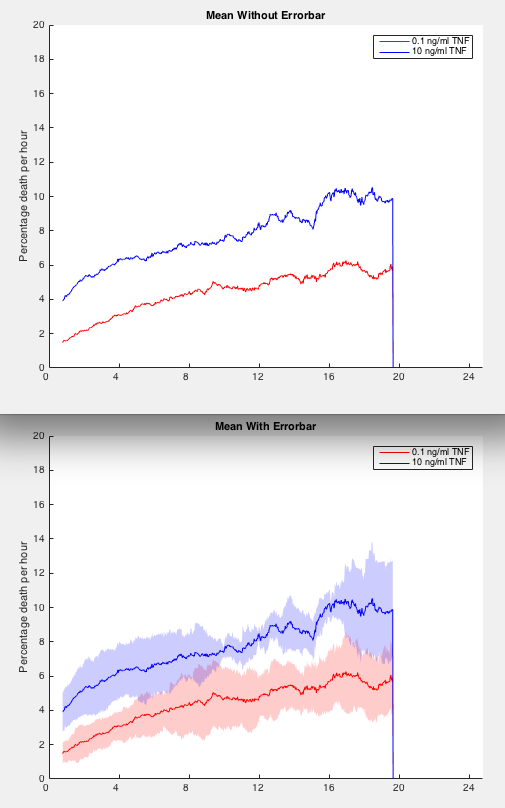 Mean Without Errorbar
20
18
16
14
12
10
8
6
4
2
0
Percentage death per hour
0.1 ng/ml TNF
10 ng/ml TNF
0 4 8 12 16 20 24
Mean With Errorbar
20
18
16
14
12
10
8
6
4
2
0
Percentage death per hour
0.1 ng/ml TNF
10 ng/ml TNF
0 4 8 12 16 20 24